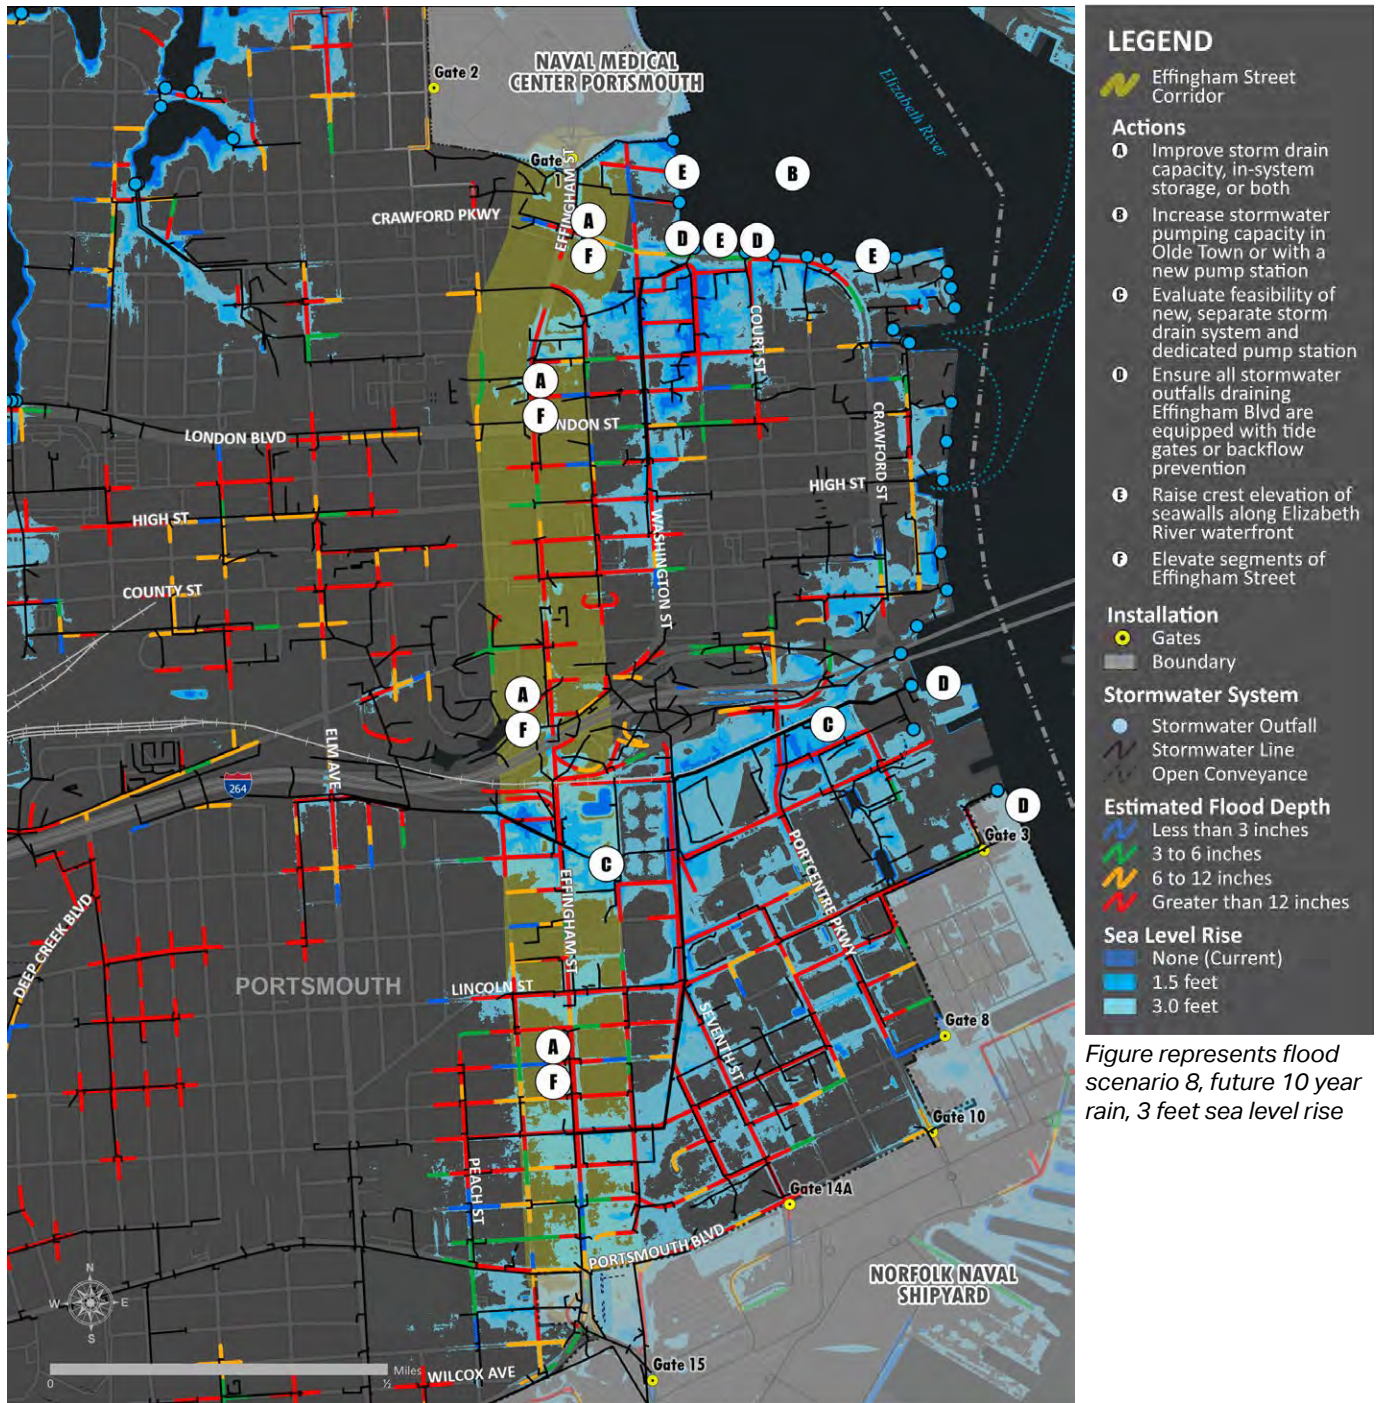 NAVAL MEDICAL
CENTER PORTSMOUTH
Gate 2
Gate
1
Elizabeth River
EFFINGHAM ST
CRAWFORD PKWY
A
F
E
B
D
E
D
E
COURT ST
A
F
LONDON BLVD
NDON ST
CRAWFORD ST
HIGH ST
HIGH ST
WASHINGTON ST
COUNTY ST
A
F
D
C
ELM AVE
264
D
Gate 3
C
PORTCENTRE PKWY
EFFINGHAM ST
DEEP CREEK BLVD
PORTSMOUTH
LINCOLN ST
SEVENTH ST
Gate 8
A
F
Gate 10
PEACH ST
Gate 14A
PORTSMOUTH BLVD
NORFOLK NAVAL
SHIPYARD
N
W
E
S
0
½
Miles
WILCOX AVE
Gate 15
LEGEND
Effingham Street
Corridor
Actions
A Improve storm drain
capacity, in-system
storage, or both
B Increase stormwater
pumping capacity in
Olde Town or with a
new pump station
C Evaluate feasibility of
new, separate storm
drain system and
dedicated pump station
D Ensure all stormwater
outfalls draining
Effingham Blvd are
equipped with tide
gates or backflow
prevention
E Raise crest elevation of
seawalls along Elizabeth
River waterfront
F Elevate segments of
Effingham Street
Installation
Gates
Boundary
Stormwater System
Stormwater Outfall
Stormwater Line
Open Conveyance
Estimated Flood Depth
Less than 3 inches
3 to 6 inches
6 to 12 inches
Greater than 12 inches
Sea Level Rise
None (Current)
1.5 feet
3.0 feet
Figure represents flood
scenario 8, future 10 year
rain, 3 feet sea level rise